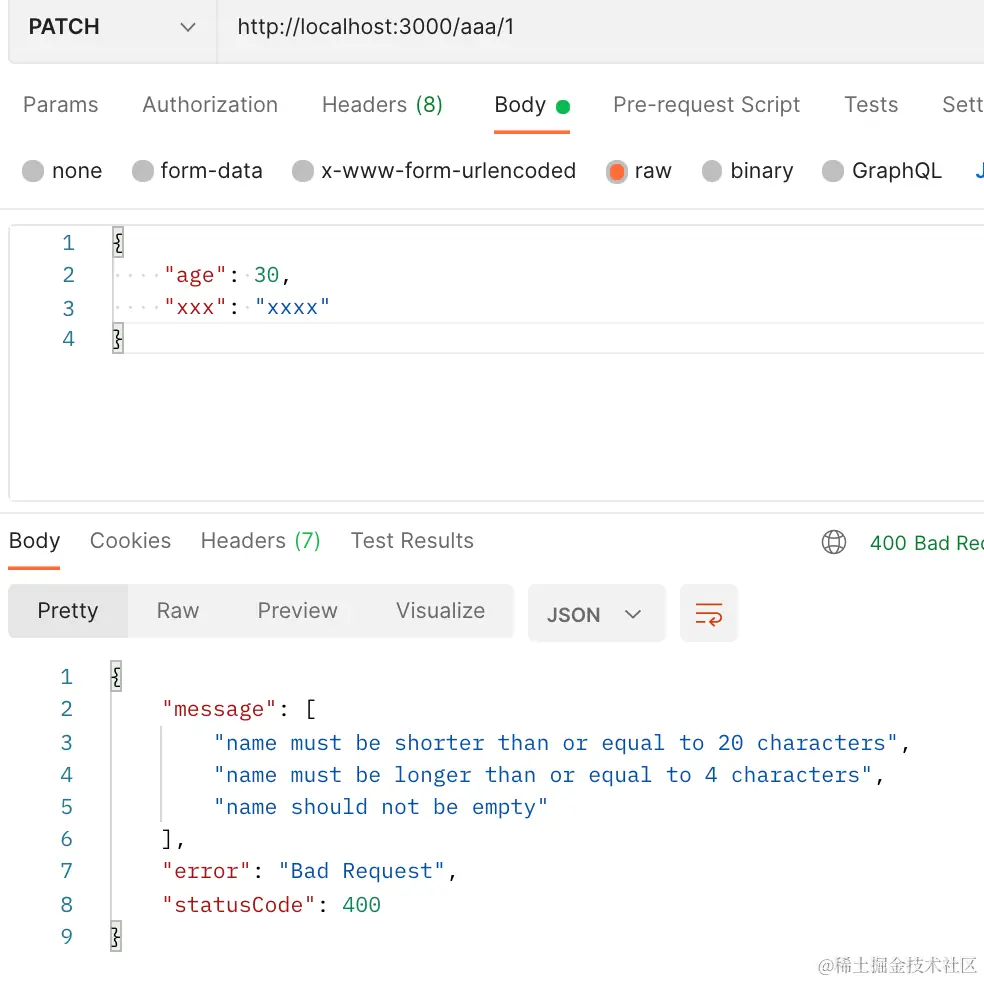 PATCH http://localhost:3000/aaa/1
Params Authorization Headers (8) Body Pre-request Script Tests Sett
none form-data x-www-form-urlencoded raw binary GraphQL J
1 {
2 "age": 30,
3 "xxx": "xxxx"
4 }
Body Cookies Headers (7) Test Results 400 Bad Rec
Pretty Raw Preview Visualize JSON
1 {
2 "message": [
3 "name must be shorter than or equal to 20 characters",
4 "name must be longer than or equal to 4 characters",
5 "name should not be empty"
6 ],
7 "error": "Bad Request",
8 "statusCode": 400
9 }
@稀土掘金技术社区